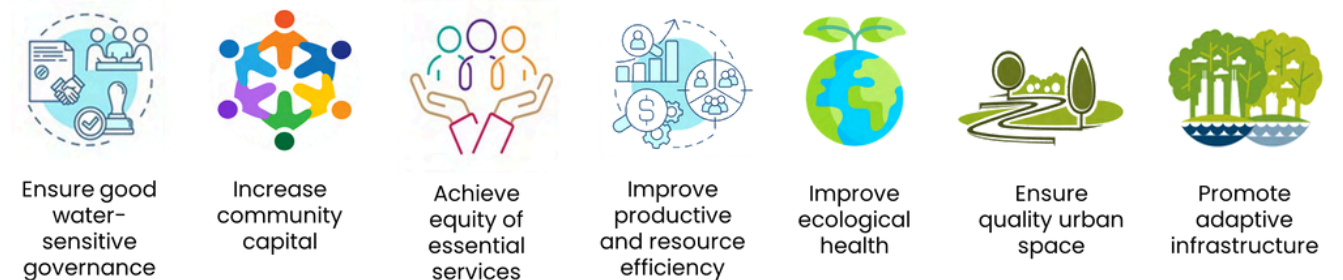 Ensure good
water-
sensitive
governance
Increase
community
capital
Achieve
equity of
essential
services
Improve
productive
and resource
efficiency
Improve
ecological
health
Ensure
quality urban
space
Promote
adaptive
infrastructure